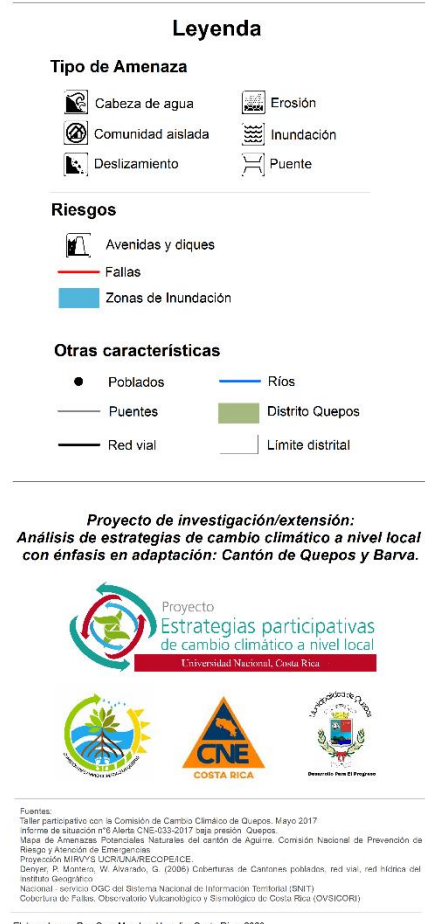 Leyenda
Tipo de Amenaza
Cabeza de agua
Erosión
Comunidad aislada
Inundación
Deslizamiento
Puente
Riesgos
Avenidas y diques
Fallas
Zonas de Inundación
Otras características
Poblados
Ríos
Puentes
Distrito Quepos
Red vial
Límite distrital
Proyecto de investigación/extensión:
Análisis de estrategias de cambio climático a nivel local
con énfasis en adaptación: Cantón de Quepos y Barva.
Proyecto
Estrategias participativas
de cambio climático a nivel local
Universidad Nacional, Costa Rica
CNE
COSTA RICA
Municipalidad de Quepos
Desarrollo Para El Progreso
Fuentes:
Taller participativo con la Comisión de Cambio Climático de Quepos. Mayo 2017
Informe de situación n°6 Alerta CNE-033-2017 baja presión Quepos.
Mapa de Amenazas Potenciales Naturales del cantón de Aguirre. Comisión Nacional de Prevención de
Riesgo y Atención de Emergencias
Proyección MIRVYS UCR/UNA/RECOPE/ICE.
Denyer, P. Montero, W. Alvarado, G. (2006) Coberturas de Cantones poblados, red vial, red hídrica del
Instituto Geográfico
Nacional - servicio OGC del Sistema Nacional de Información Territorial (SNIT)
Cobertura de Fallas. Observatorio Vulcanológico y Sismológico de Costa Rica (OVSICORI)